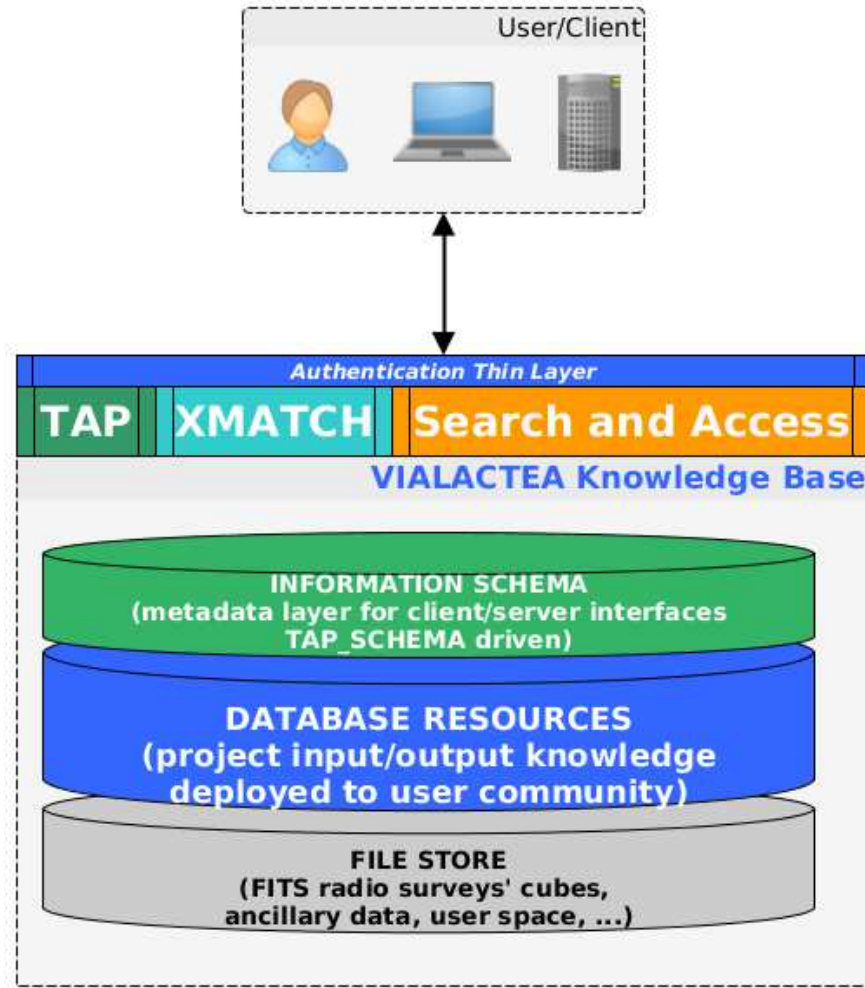 User/Client
Authentication Thin Layer
TAP XMATCH Search and Access
VIALACTEA Knowledge Base
INFORMATION SCHEMA
(metadata layer for client/server interfaces
TAP_SCHEMA driven)
DATABASE RESOURCES
(project input/output knowledge
deployed to user community)
FILE STORE
(FITS radio surveys' cubes,
ancillary data, user space, ...)